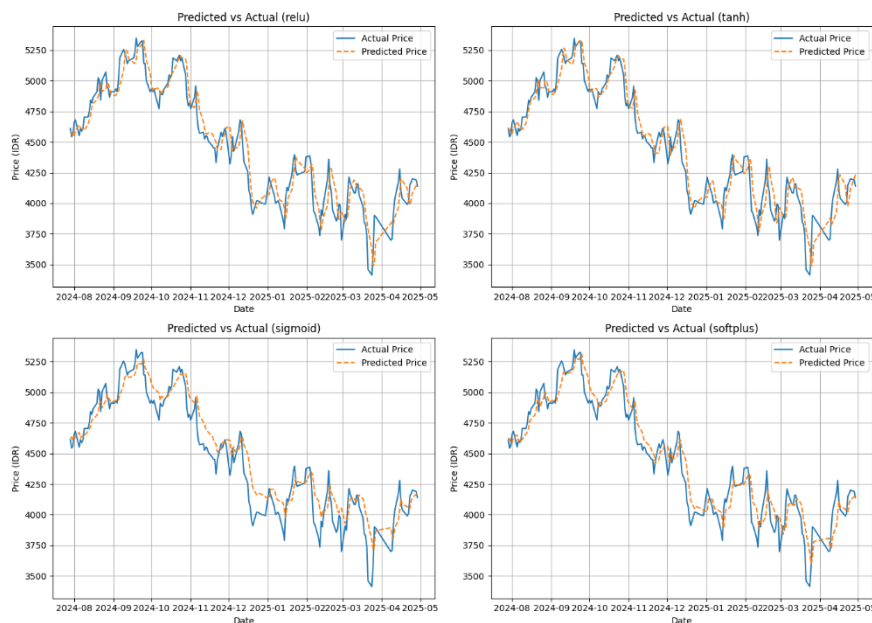 Predicted vs Actual (relu)
Actual Price
Predicted Price
Price (IDR)
5250
5000
4750
4500
4250
4000
3750
3500
2024-08 2024-09 2024-10 2024-11 2024-12 2025-01 2025-02 2025-03 2025-04 2025-05
Date
Predicted vs Actual (tanh)
Actual Price
Predicted Price
Price (IDR)
5250
5000
4750
4500
4250
4000
3750
3500
2024-08 2024-09 2024-10 2024-11 2024-12 2025-01 2025-02 2025-03 2025-04 2025-05
Date
Predicted vs Actual (sigmoid)
Actual Price
Predicted Price
Price (IDR)
5250
5000
4750
4500
4250
4000
3750
3500
2024-08 2024-09 2024-10 2024-11 2024-12 2025-01 2025-02 2025-03 2025-04 2025-05
Date
Predicted vs Actual (softplus)
Actual Price
Predicted Price
Price (IDR)
5250
5000
4750
4500
4250
4000
3750
3500
2024-08 2024-09 2024-10 2024-11 2024-12 2025-01 2025-02 2025-03 2025-04 2025-05
Date